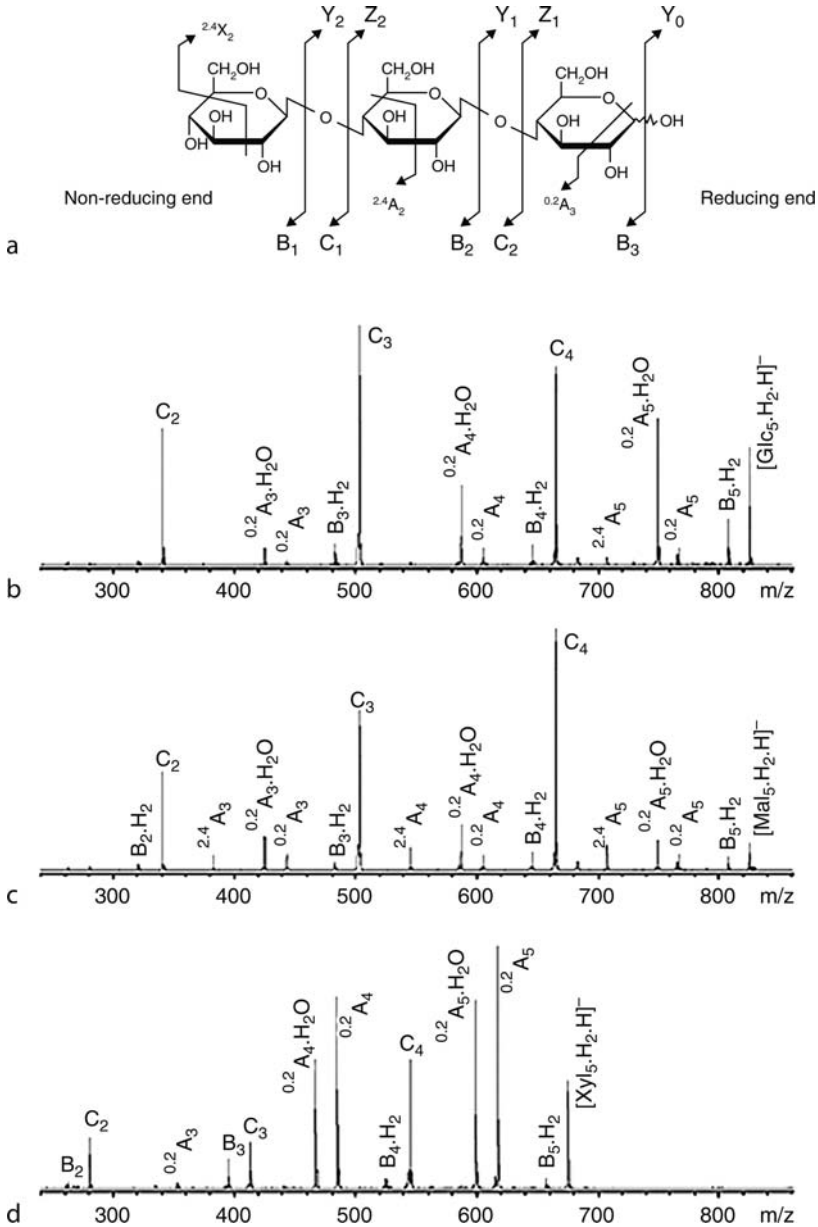 Y2 Z2 Y1 Z1 Y0
2.4X2
CH2OH CH2OH CH2OH
O O O
OH OH O OH O OH OH
OH OH OH OH OH
Non-reducing end 2.4A2 0.2A3 Reducing end
B1 C1 B2 C2 B3
a
C2 0.2A3.H2O 0.2A3 B3.H2 C3 0.2A4.H2O 0.2A4 B4.H2 C4 2.4A5 0.2A5.H2O 0.2A5 B5.H2 [Glc5.H2.H]−
b 300 400 500 600 700 800 m/z
B2.H2 C2 2.4A3 0.2A3.H2O 0.2A3 B3.H2 C3 2.4A4 0.2A4.H2O 0.2A4 B4.H2 C4 2.4A5 0.2A5.H2O 0.2A5 B5.H2 [Mal5.H2.H]−
c 300 400 500 600 700 800 m/z
B2 C2 0.2A3 B3 C3 0.2A4.H2O 0.2A4 B4.H2 C4 0.2A5.H2O 0.2A5 B5.H2 [Xyl5.H2.H]−
d 300 400 500 600 700 800 m/z